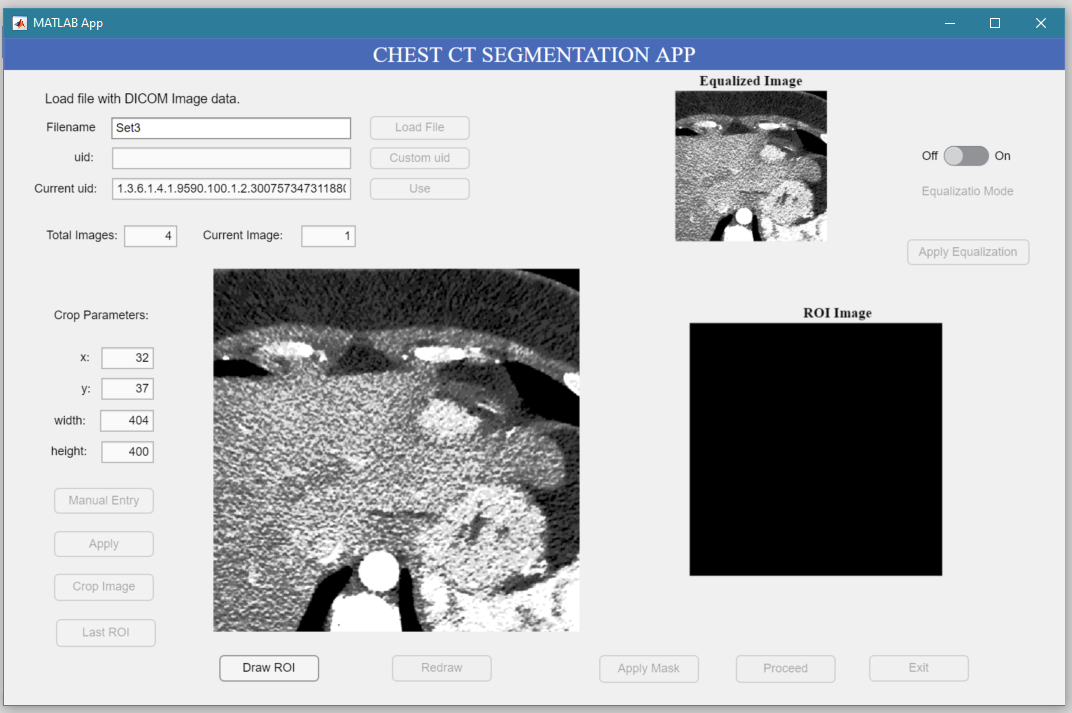 MATLAB App
CHEST CT SEGMENTATION APP
Load file with DICOM Image data.
Filename Set3 Load File
uid: Custom uid
Current uid: 1.3.6.1.4.1.9590.100.1.2.30075734731188( Use
Total Images: 4 Current Image: 1
Equalized Image
Off On
Equalizatio Mode
Apply Equalization
Crop Parameters:
x: 32
y: 37
width: 404
height: 400
Manual Entry
Apply
Crop Image
Last ROI
ROI Image
Draw ROI Redraw Apply Mask Proceed Exit